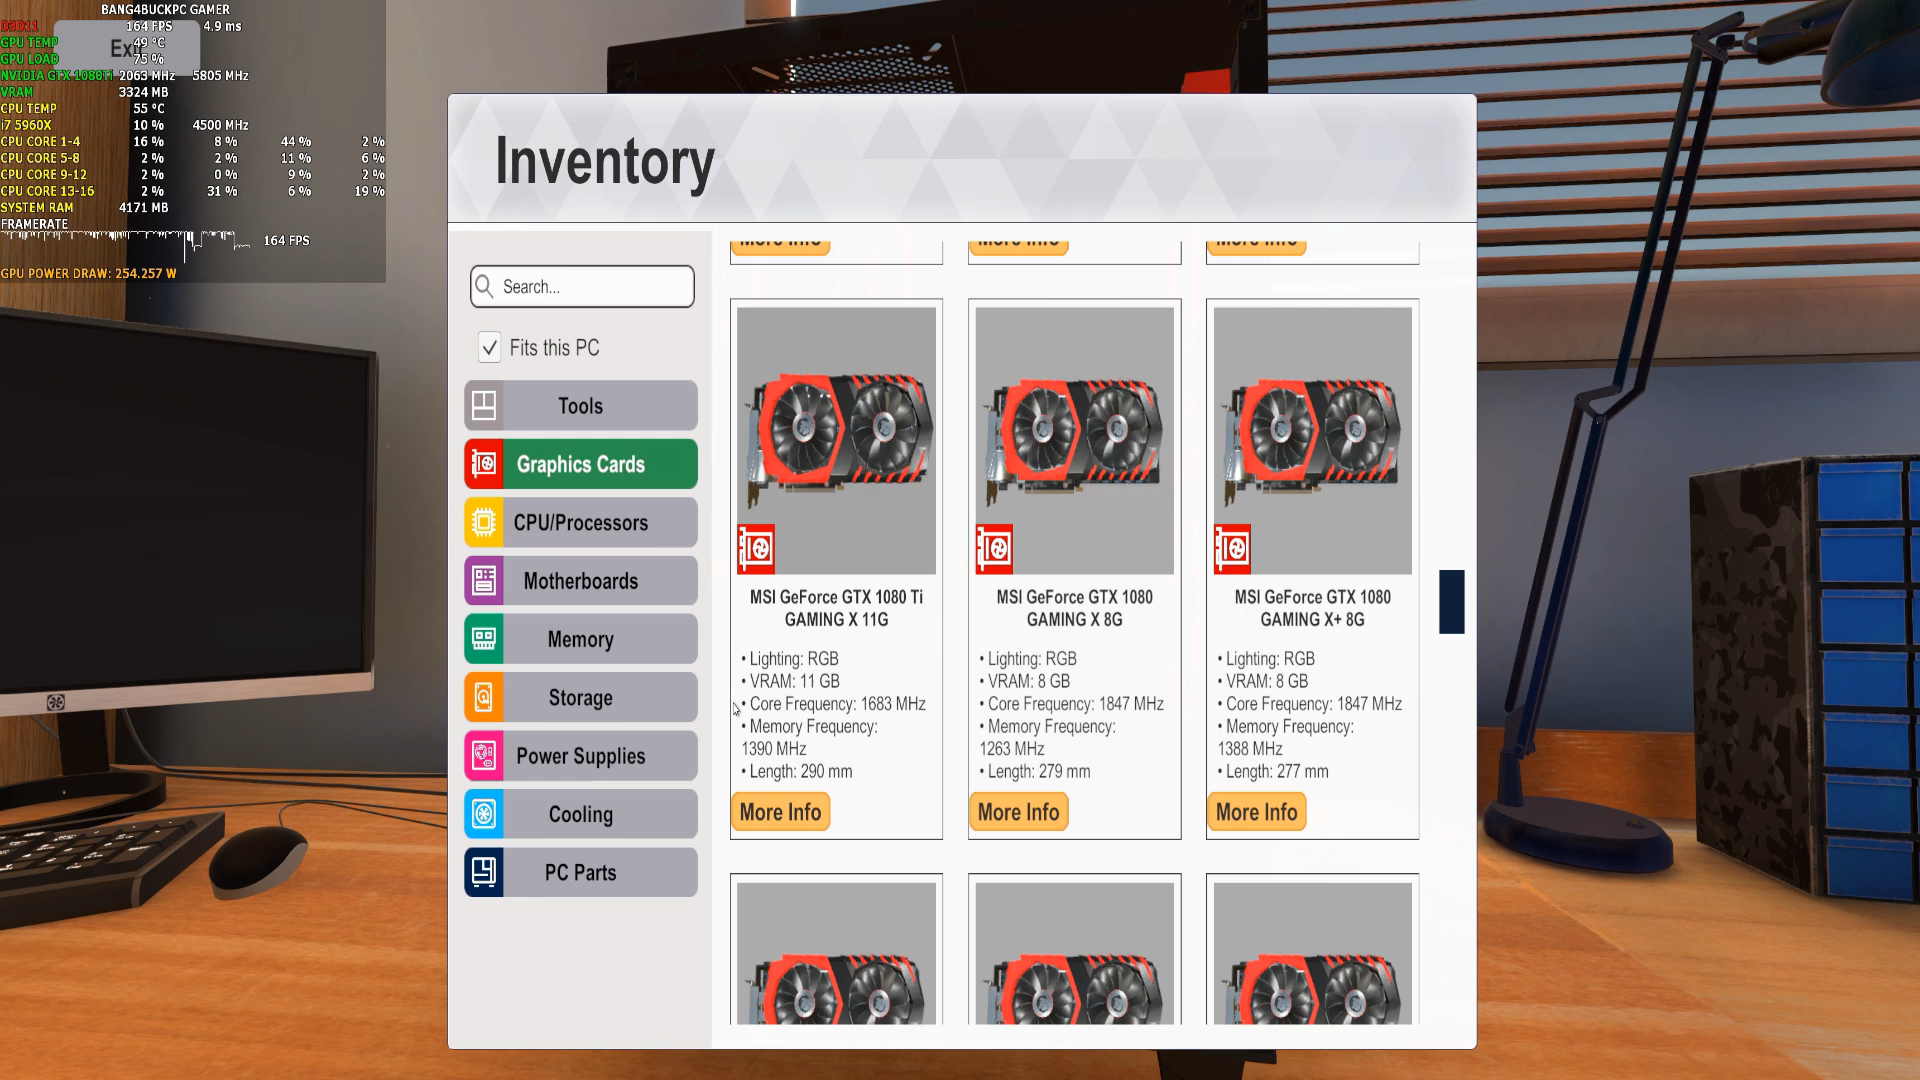 BANG4BUCKPC GAMER
D3D11 164 FPS 4.9 ms
Exit
GPU TEMP 49 °C
GPU LOAD 75 %
NVIDIA GTX 1080Ti 2063 MHz 5805 MHz
VRAM 3324 MB
CPU TEMP 55 °C
i7 5960X 10 % 4500 MHz
CPU CORE 1-4 16 % 8 % 44 % 2 %
CPU CORE 5-8 2 % 2 % 11 % 6 %
CPU CORE 9-12 2 % 0 % 9 % 2 %
CPU CORE 13-16 2 % 31 % 6 % 19 %
SYSTEM RAM 4171 MB
FRAMERATE
164 FPS
GPU POWER DRAW: 254.257 W
Inventory
Search...
Fits this PC
Tools
Graphics Cards
CPU/Processors
Motherboards
Memory
Storage
Power Supplies
Cooling
PC Parts
More Info
More Info
More Info
MSI GeForce GTX 1080 Ti
GAMING X 11G
• Lighting: RGB
• VRAM: 11 GB
• Core Frequency: 1683 MHz
• Memory Frequency:
1390 MHz
• Length: 290 mm
More Info
MSI GeForce GTX 1080
GAMING X 8G
• Lighting: RGB
• VRAM: 8 GB
• Core Frequency: 1847 MHz
• Memory Frequency:
1263 MHz
• Length: 279 mm
More Info
MSI GeForce GTX 1080
GAMING X+ 8G
• Lighting: RGB
• VRAM: 8 GB
• Core Frequency: 1847 MHz
• Memory Frequency:
1388 MHz
• Length: 277 mm
More Info